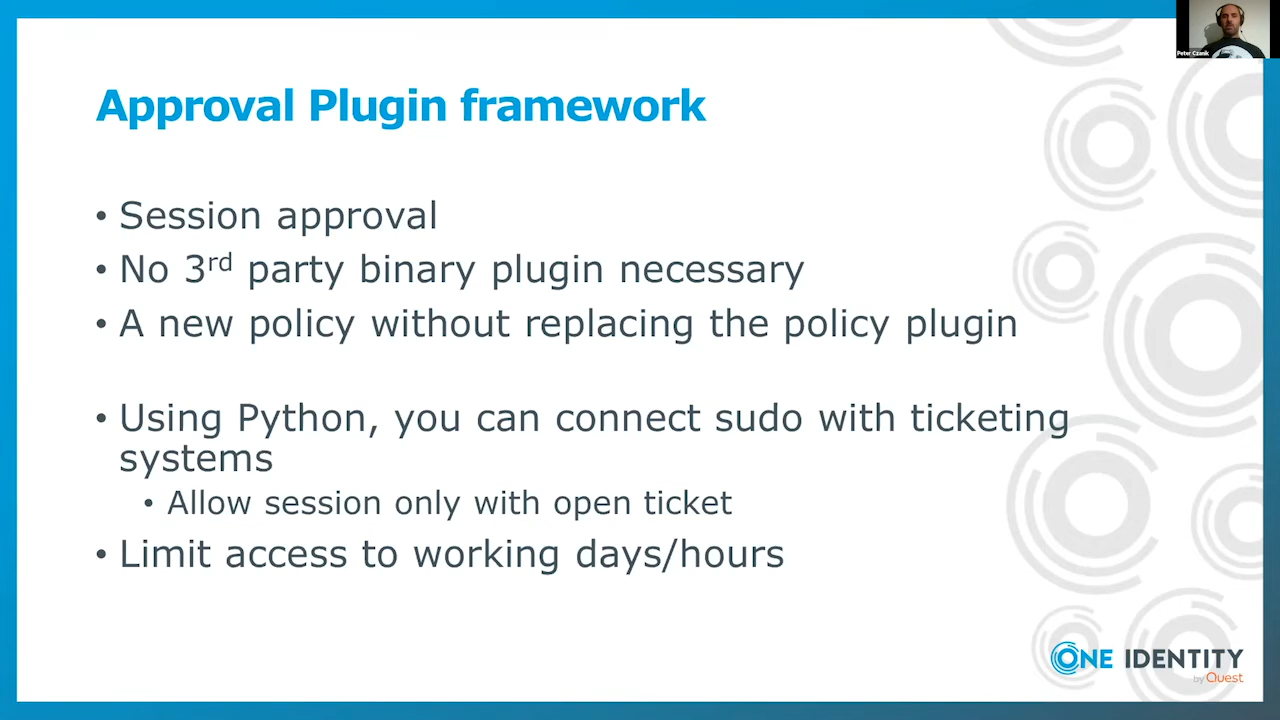 Peter Czanik
Approval Plugin framework
• Session approval
• No 3rd party binary plugin necessary
• A new policy without replacing the policy plugin
• Using Python, you can connect sudo with ticketing
systems
• Allow session only with open ticket
• Limit access to working days/hours
ONE IDENTITY
by Quest